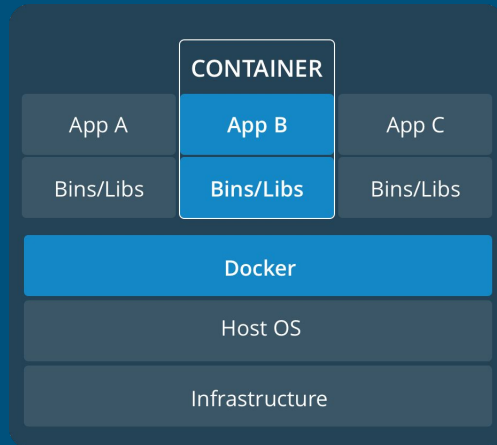 CONTAINER
App A App B App C
Bins/Libs Bins/Libs Bins/Libs
Docker
Host OS
Infrastructure